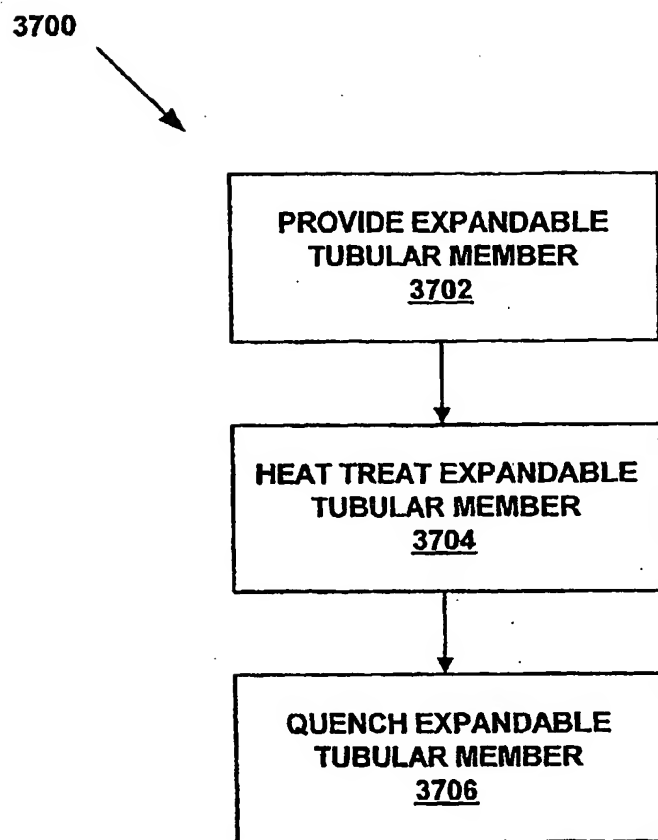 3700
PROVIDE EXPANDABLE
TUBULAR MEMBER
3702
HEAT TREAT EXPANDABLE
TUBULAR MEMBER
3704
QUENCH EXPANDABLE
TUBULAR MEMBER
3706